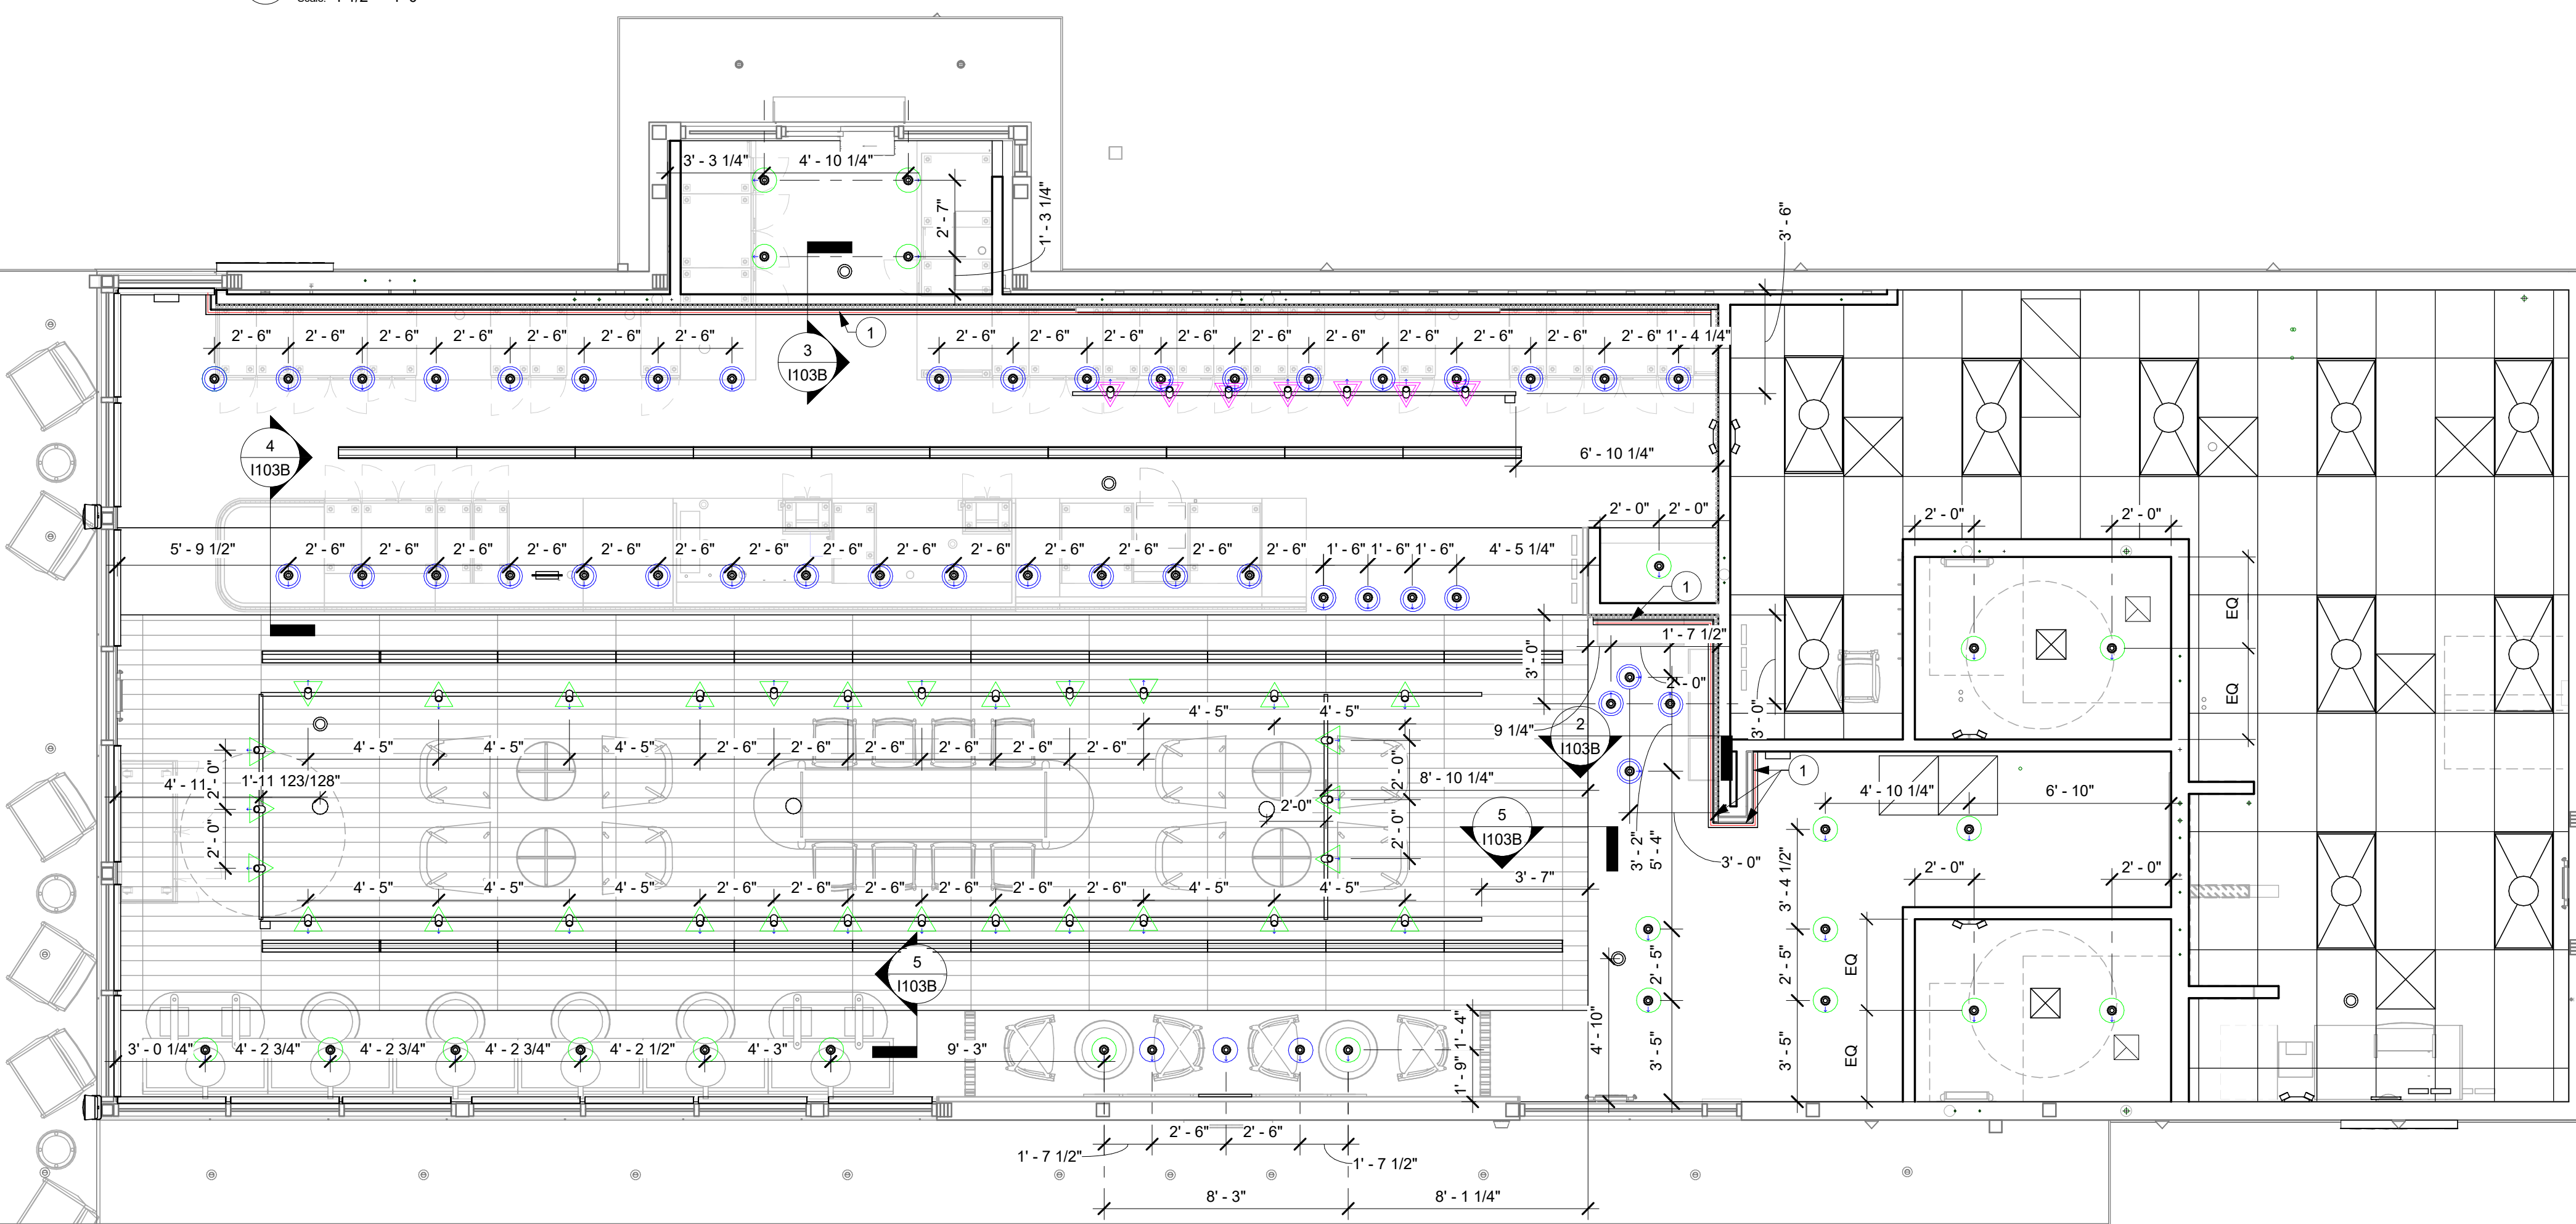 3' - 3 1/4" 4' - 10 1/4"
2' - 7"
1' - 3 1/4"
3' - 6"
1
2' - 6" 2' - 6" 2' - 6" 2' - 6" 2' - 6" 2' - 6" 2' - 6"
3
I103B
2' - 6" 2' - 6" 2' - 6" 2' - 6" 2' - 6" 2' - 6" 2' - 6" 2' - 6" 2' - 6" 2' - 6" 1' - 4 1/4"
4
I103B
6' - 10 1/4"
2' - 0" 2' - 0"
2' - 0" 2' - 0"
5' - 9 1/2" 2' - 6" 2' - 6" 2' - 6" 2' - 6" 2' - 6" 2' - 6" 2' - 6" 2' - 6" 2' - 6" 2' - 6" 2' - 6" 2' - 6" 2' - 6" 2' - 6" 1' - 6" 1' - 6" 1' - 6" 4' - 5 1/4"
1
EQ
EQ
1' - 7 1/2"
3' - 0"
2' - 0"
3' - 0"
9 1/4"
2
I103B
4' - 5" 4' - 5"
4' - 5" 4' - 5" 4' - 5" 2' - 6" 2' - 6" 2' - 6" 2' - 6" 2' - 6" 2' - 6"
8' - 10 1/4"
1
4' - 11" 1'-11 123/128"
2' - 0"
2' - 0"
2'-0"
2' - 0"
2' - 0"
4' - 10 1/4" 6' - 10"
5
I103B
3' - 2"
5' - 4"
3' - 0"
3' - 4 1/2"
2' - 0" 2' - 0"
3' - 7"
4' - 5" 4' - 5" 4' - 5" 2' - 6" 2' - 6" 2' - 6" 2' - 6" 2' - 6" 2' - 6" 4' - 5" 4' - 5"
5
I103B
2' - 5"
2' - 5"
EQ
EQ
4' - 10"
3' - 5"
3' - 5"
1' - 4"
1' - 9"
3' - 0 1/4" 4' - 2 3/4" 4' - 2 3/4" 4' - 2 3/4" 4' - 2 1/2" 4' - 3" 9' - 3"
2' - 6" 2' - 6"
1' - 7 1/2" 1' - 7 1/2"
8' - 3" 8' - 1 1/4"